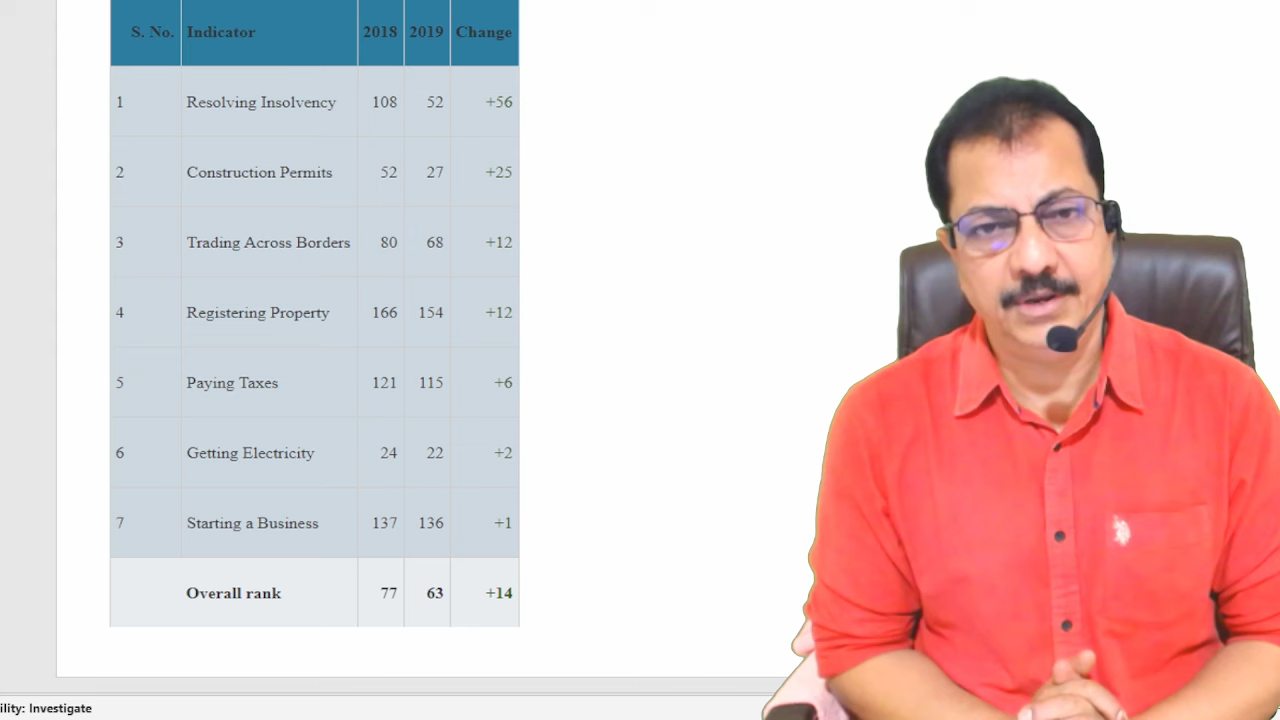 S. No. Indicator 2018 2019 Change
1 Resolving Insolvency 108 52 +56
2 Construction Permits 52 27 +25
3 Trading Across Borders 80 68 +12
4 Registering Property 166 154 +12
5 Paying Taxes 121 115 +6
6 Getting Electricity 24 22 +2
7 Starting a Business 137 136 +1
Overall rank 77 63 +14
ility: Investigate